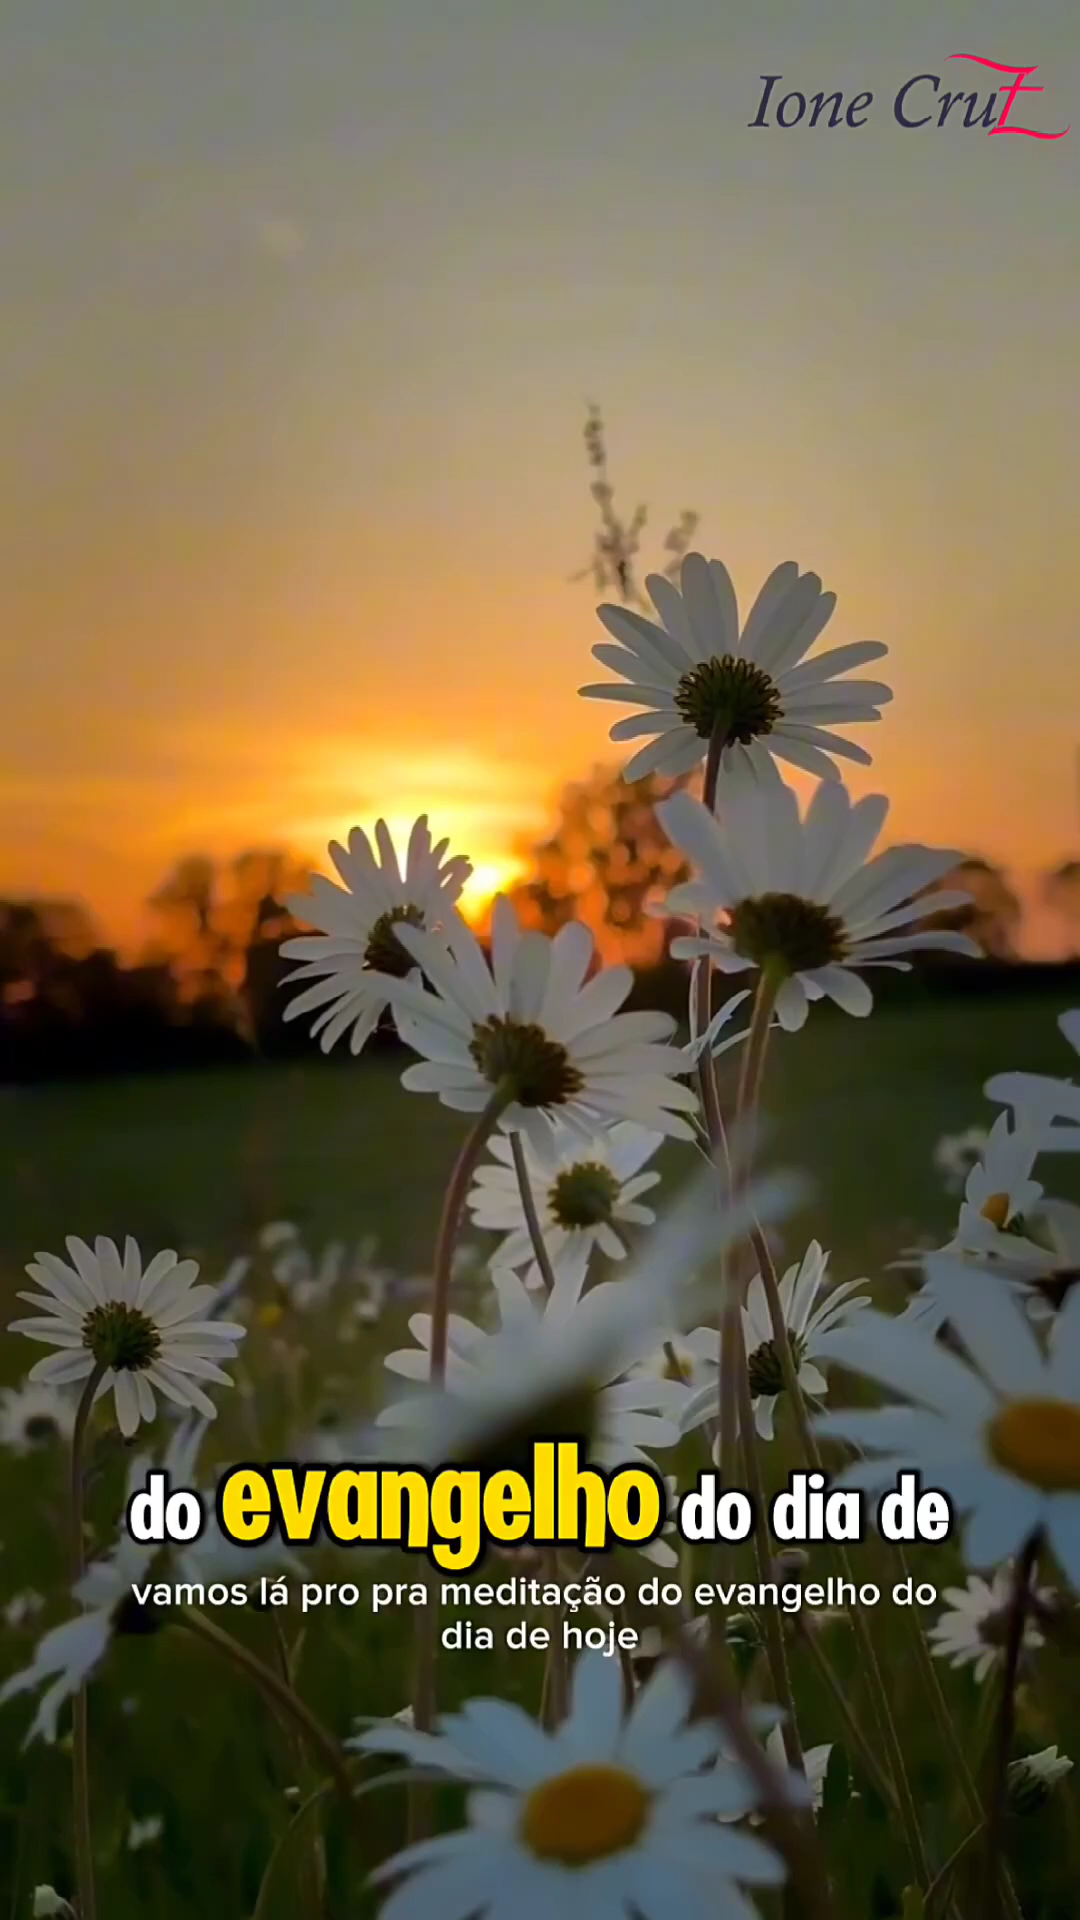 Ione Cruz
do evangelho do dia de
vamos lá pro pra meditação do evangelho do
dia de hoje